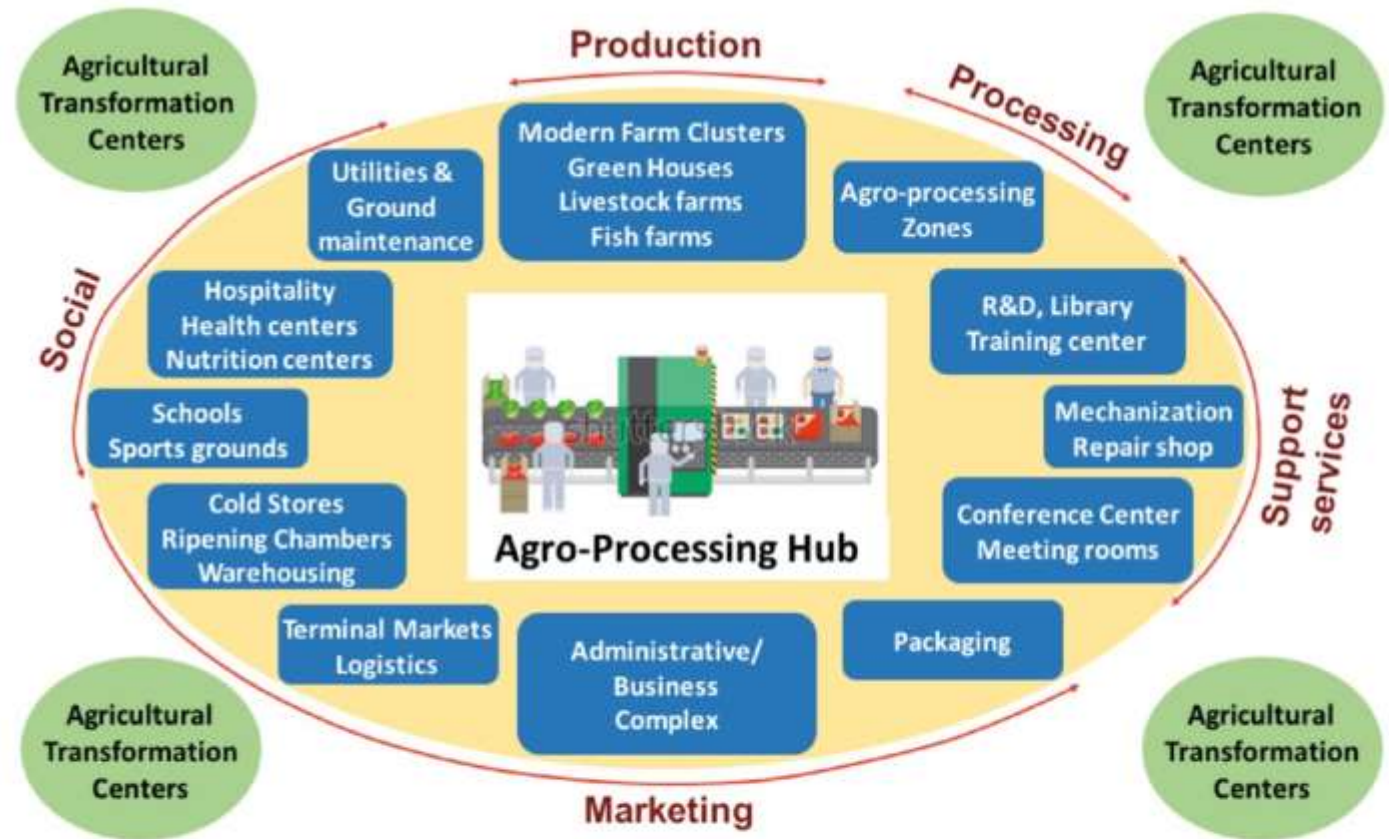 Production
Processing
Agricultural
Transformation
Centers
Agricultural
Transformation
Centers
Modern Farm Clusters
Green Houses
Livestock farms
Fish farms
Utilities &
Ground
maintenance
Agro-processing
Zones
Social
Hospitality
Health centers
Nutrition centers
R&D, Library
Training center
Schools
Sports grounds
Mechanization
Repair shop
Support
services
Cold Stores
Ripening Chambers
Warehousing
Conference Center
Meeting rooms
Agro-Processing Hub
Terminal Markets
Logistics
Administrative/
Business
Complex
Packaging
Agricultural
Transformation
Centers
Agricultural
Transformation
Centers
Marketing